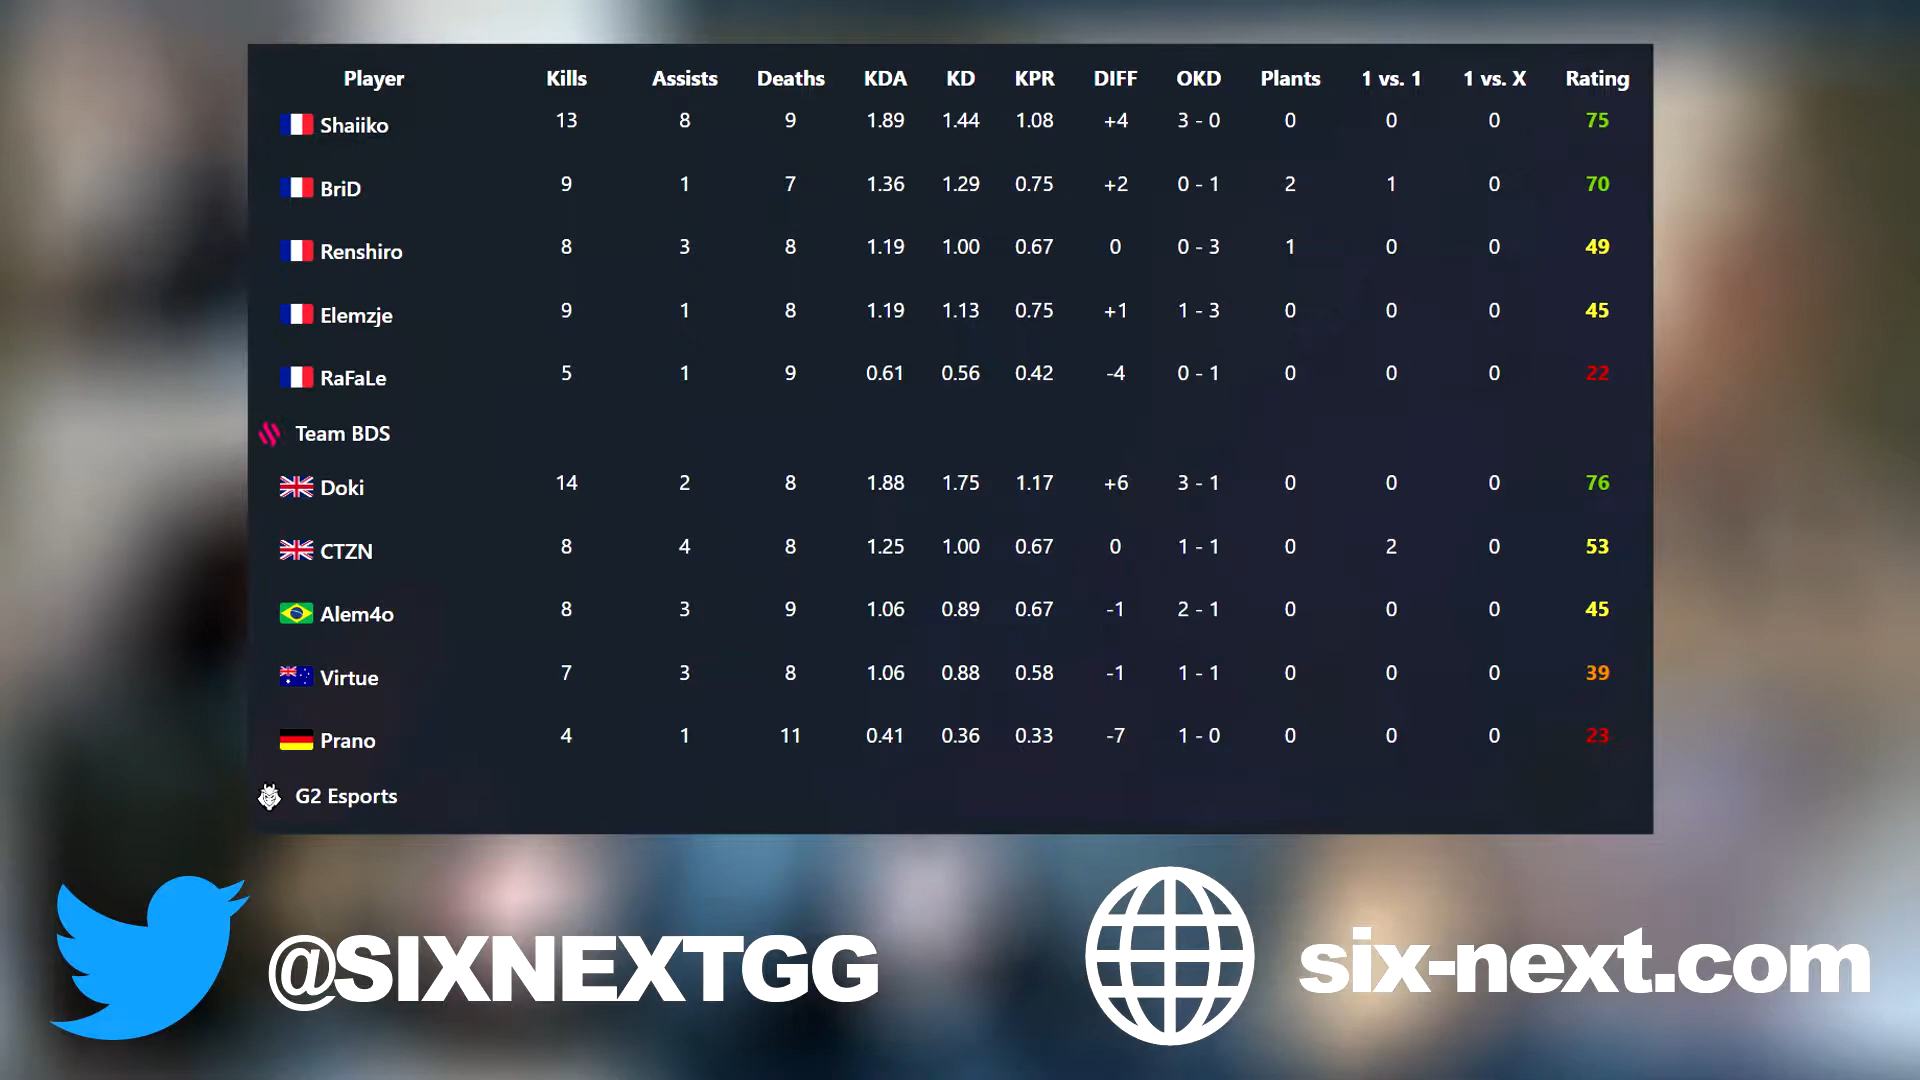 Player Kills Assists Deaths KDA KD KPR DIFF OKD Plants 1 vs. 1 1 vs. X Rating
Shaiiko 13 8 9 1.89 1.44 1.08 +4 3 - 0 0 0 0 75
BriD 9 1 7 1.36 1.29 0.75 +2 0 - 1 2 1 0 70
Renshiro 8 3 8 1.19 1.00 0.67 0 0 - 3 1 0 0 49
Elemzje 9 1 8 1.19 1.13 0.75 +1 1 - 3 0 0 0 45
RaFaLe 5 1 9 0.61 0.56 0.42 -4 0 - 1 0 0 0 22
Team BDS
Doki 14 2 8 1.88 1.75 1.17 +6 3 - 1 0 0 0 76
CTZN 8 4 8 1.25 1.00 0.67 0 1 - 1 0 2 0 53
Alem4o 8 3 9 1.06 0.89 0.67 -1 2 - 1 0 0 0 45
Virtue 7 3 8 1.06 0.88 0.58 -1 1 - 1 0 0 0 39
Prano 4 1 11 0.41 0.36 0.33 -7 1 - 0 0 0 0 23
G2 Esports
@SIXNEXTGG six-next.com